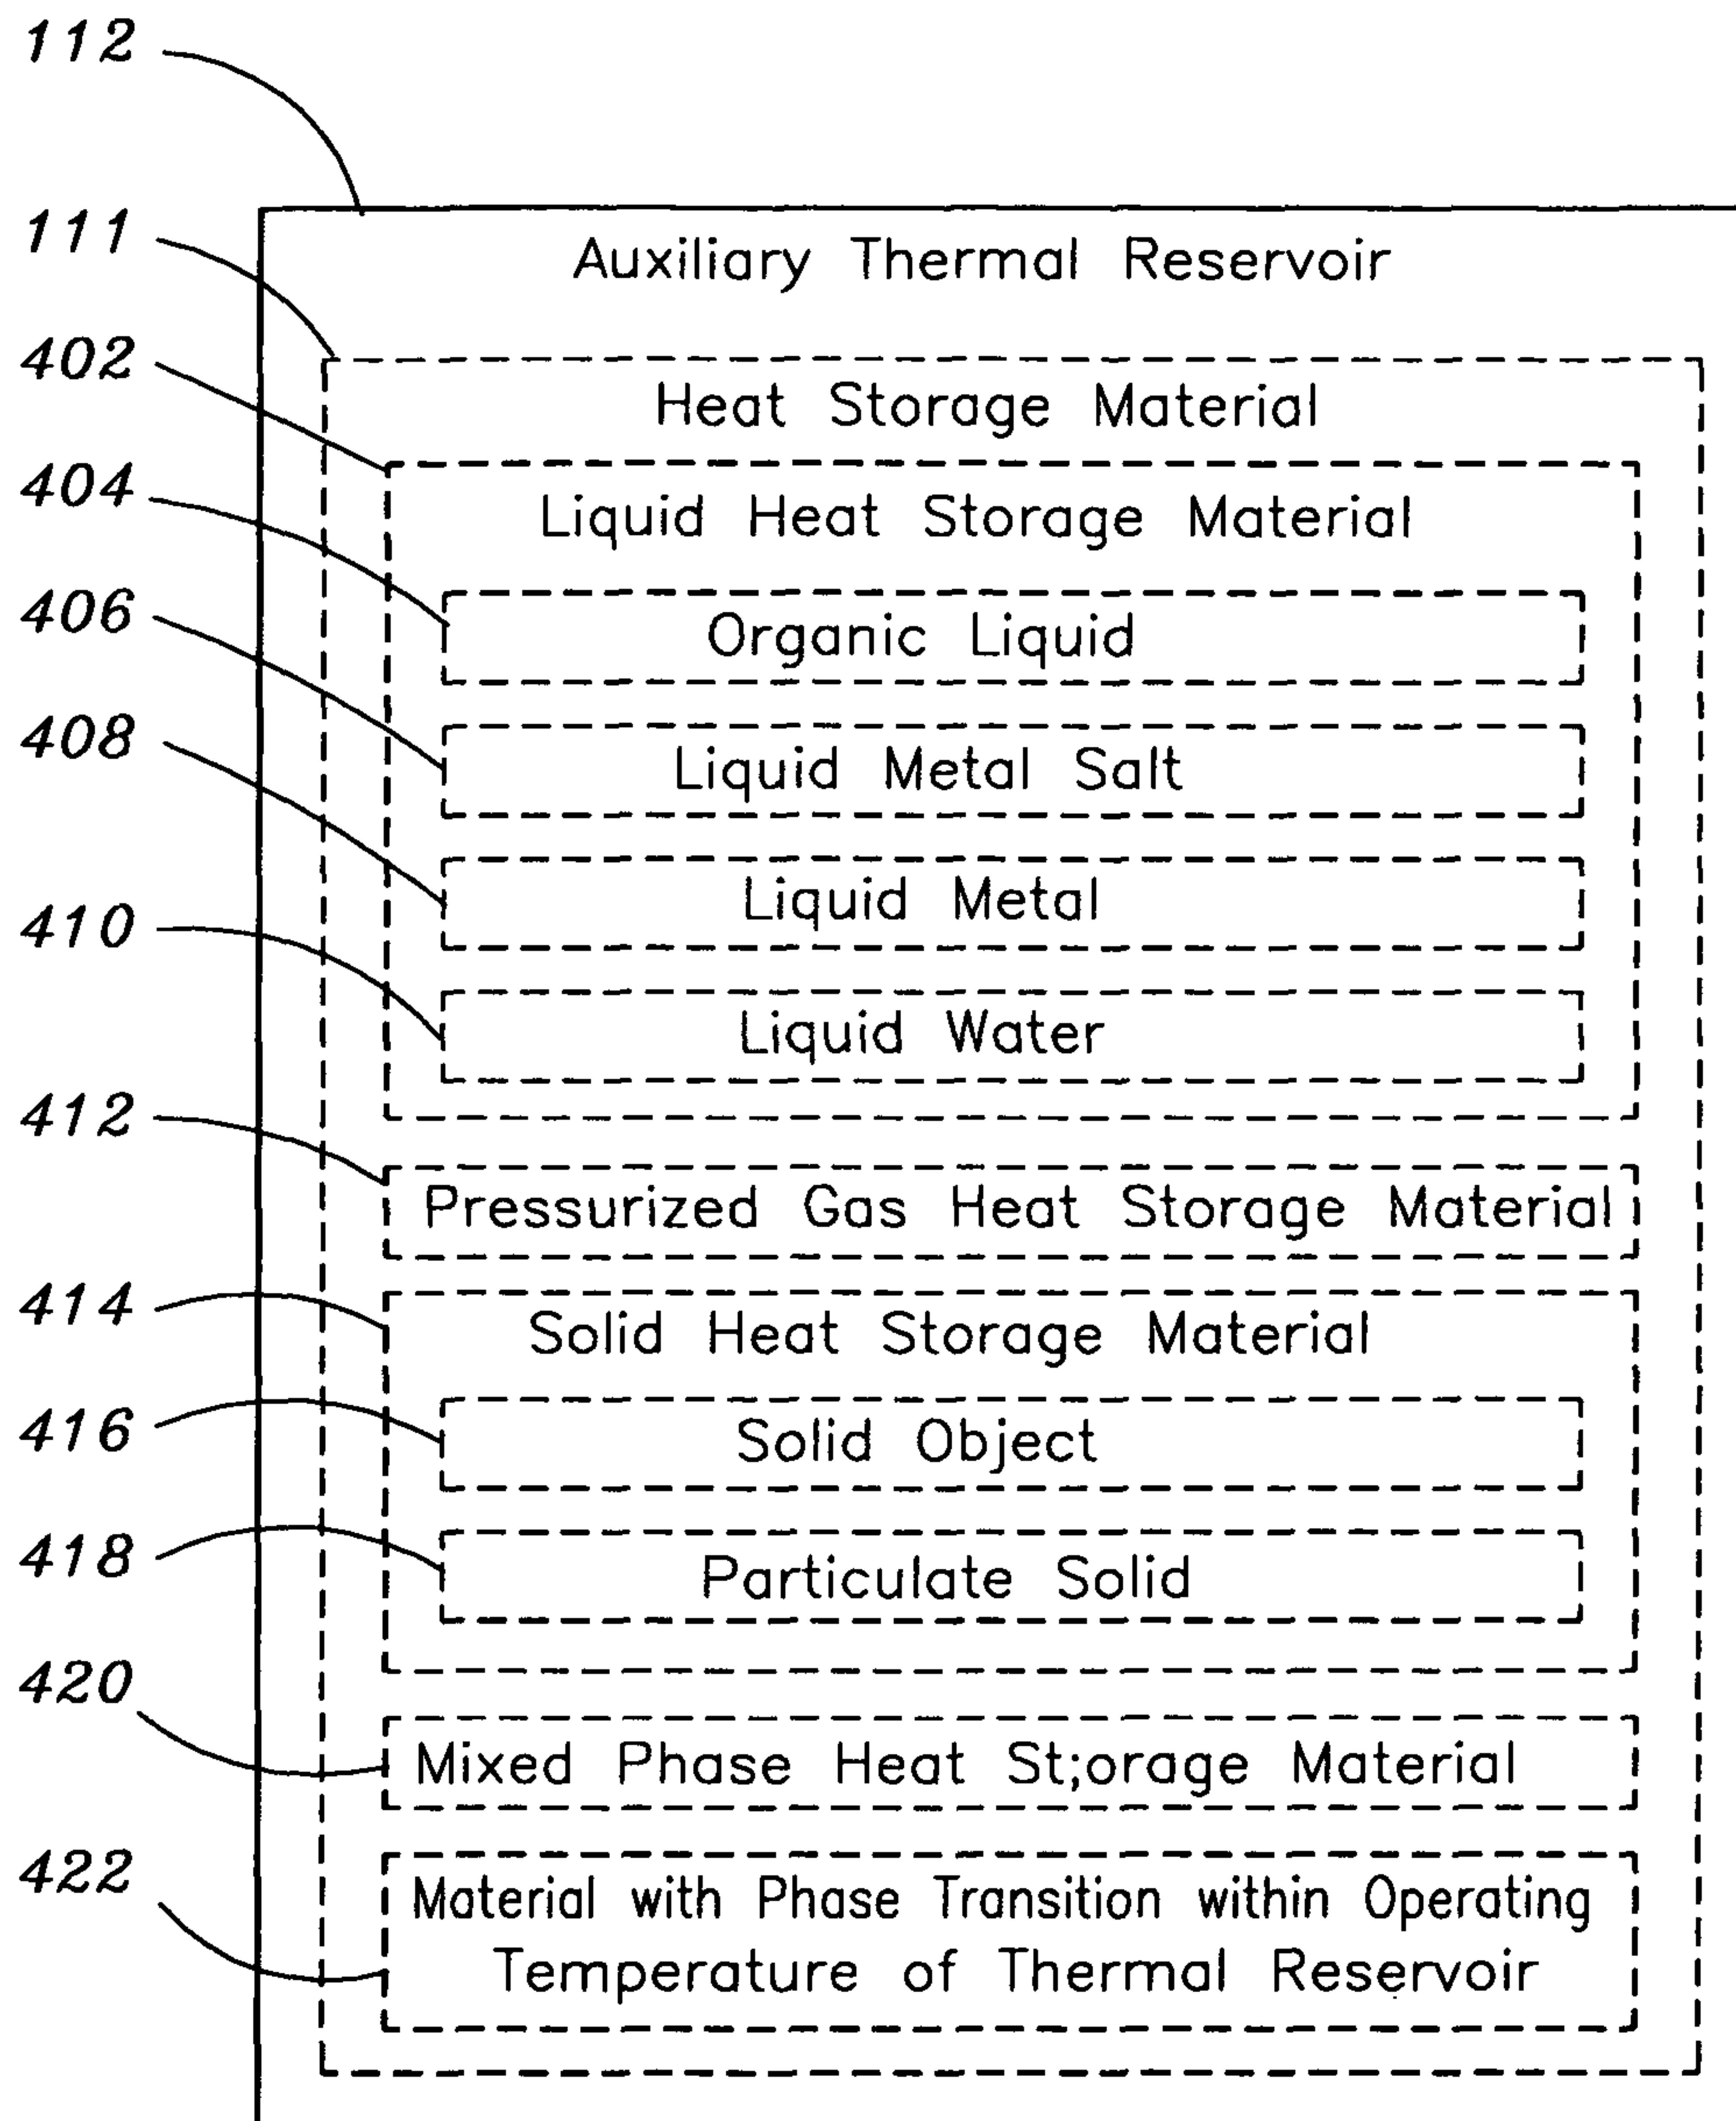 112
Auxiliary Thermal Reservoir
111
Heat Storage Material
402
Liquid Heat Storage Material
404
Organic Liquid
406
Liquid Metal Salt
408
Liquid Metal
410
Liquid Water
412
Pressurized Gas Heat Storage Material
414
Solid Heat Storage Material
416
Solid Object
418
Particulate Solid
420
Mixed Phase Heat St;orage Material
422
Material with Phase Transition within Operating
Temperature of Thermal Reservoir